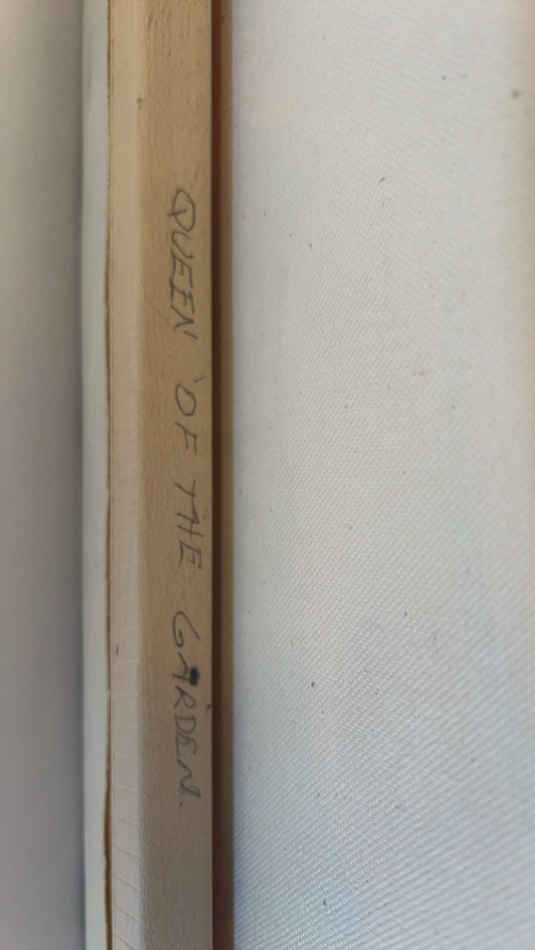 QUEEN OF THE GARDEN.